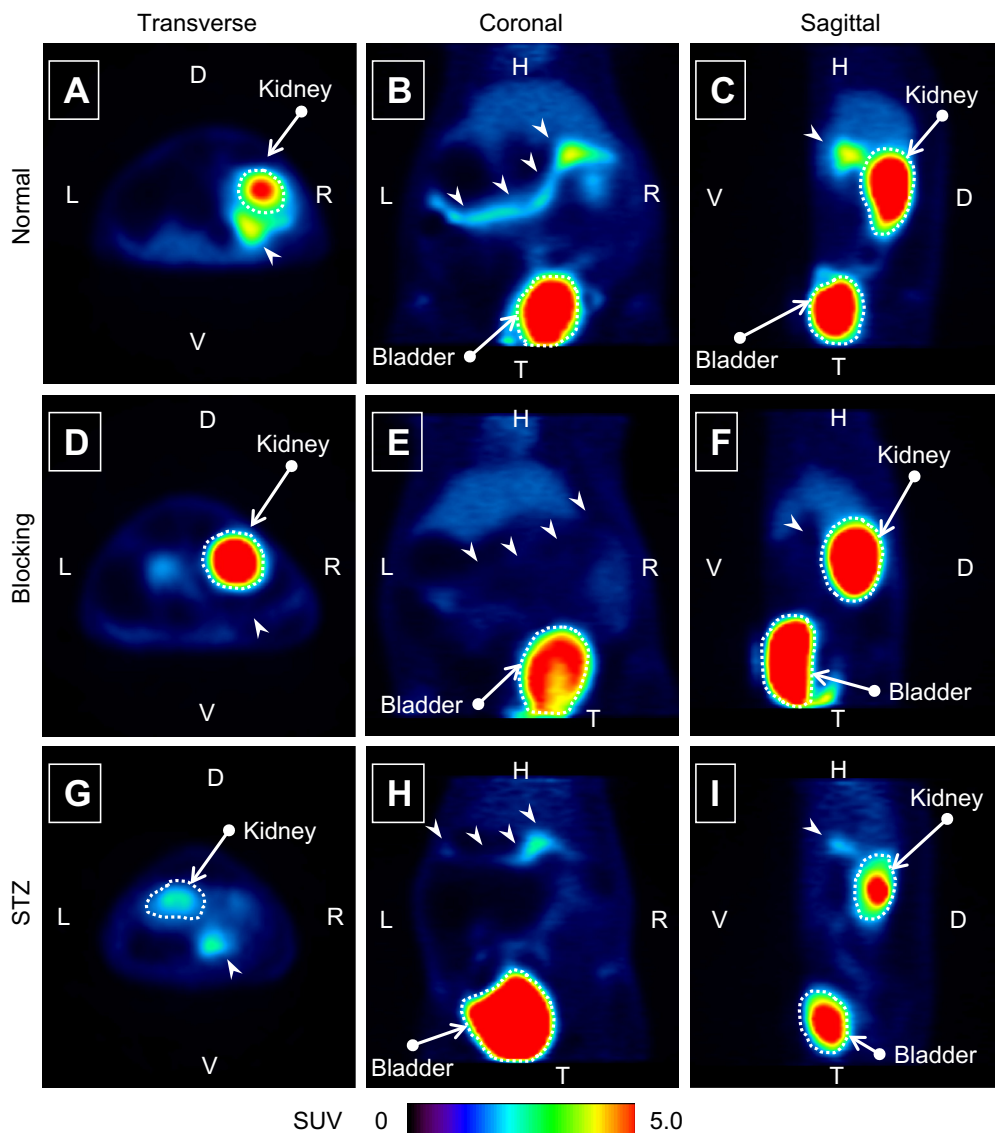 Transverse Coronal Sagittal
Normal
A
D
Kidney
L
R
V
B
H
L
R
Bladder
T
C
H
Kidney
V
D
Bladder
T
Blocking
D
D
Kidney
L
R
V
E
H
L
R
Bladder
T
F
H
Kidney
V
D
Bladder
T
STZ
G
D
Kidney
L
R
V
H
H
L
R
Bladder
T
I
H
Kidney
V
D
Bladder
T
SUV 0 5.0